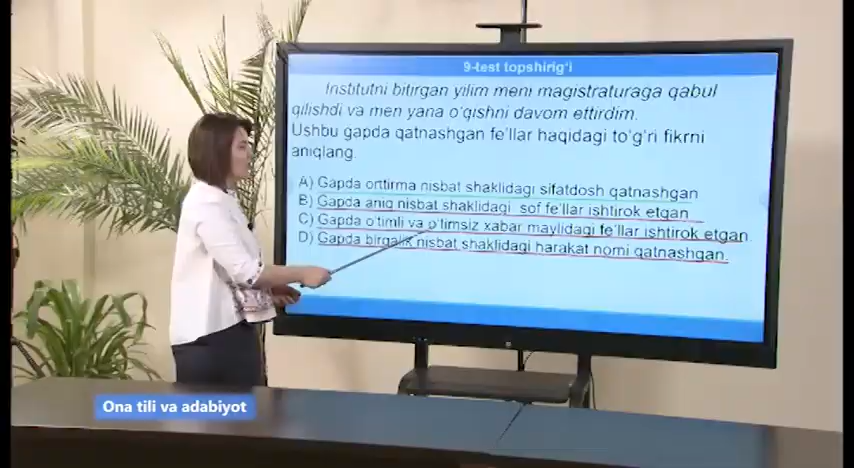 9-test topshirig'i
Institutni bitirgan yilim meni magistraturaga qabul
qilishdi va men yana o'qishni davom ettirdim.
Ushbu gapda qatnashgan fe'llar haqidagi to'g'ri fikrni
aniqlang.
A) Gapda orttirma nisbat shaklidagi sifatdosh qatnashgan
B) Gapda aniq nisbat shaklidagi sof fe'llar ishtirok etgan
C) Gapda o'timli va o'timsiz xabar maylidagi fe'llar ishtirok etgan
D) Gapda birgalik nisbat shaklidagi harakat nomi qatnashgan.
Ona tili va adabiyot